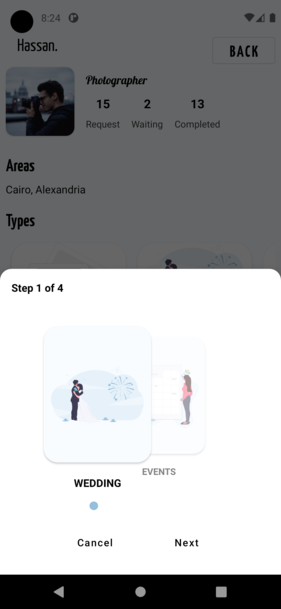 8:24
Hassan.
BACK
Photographer
15 2 13
Request Waiting Completed
Areas
Cairo, Alexandria
Types
Step 1 of 4
EVENTS
WEDDING
Cancel Next